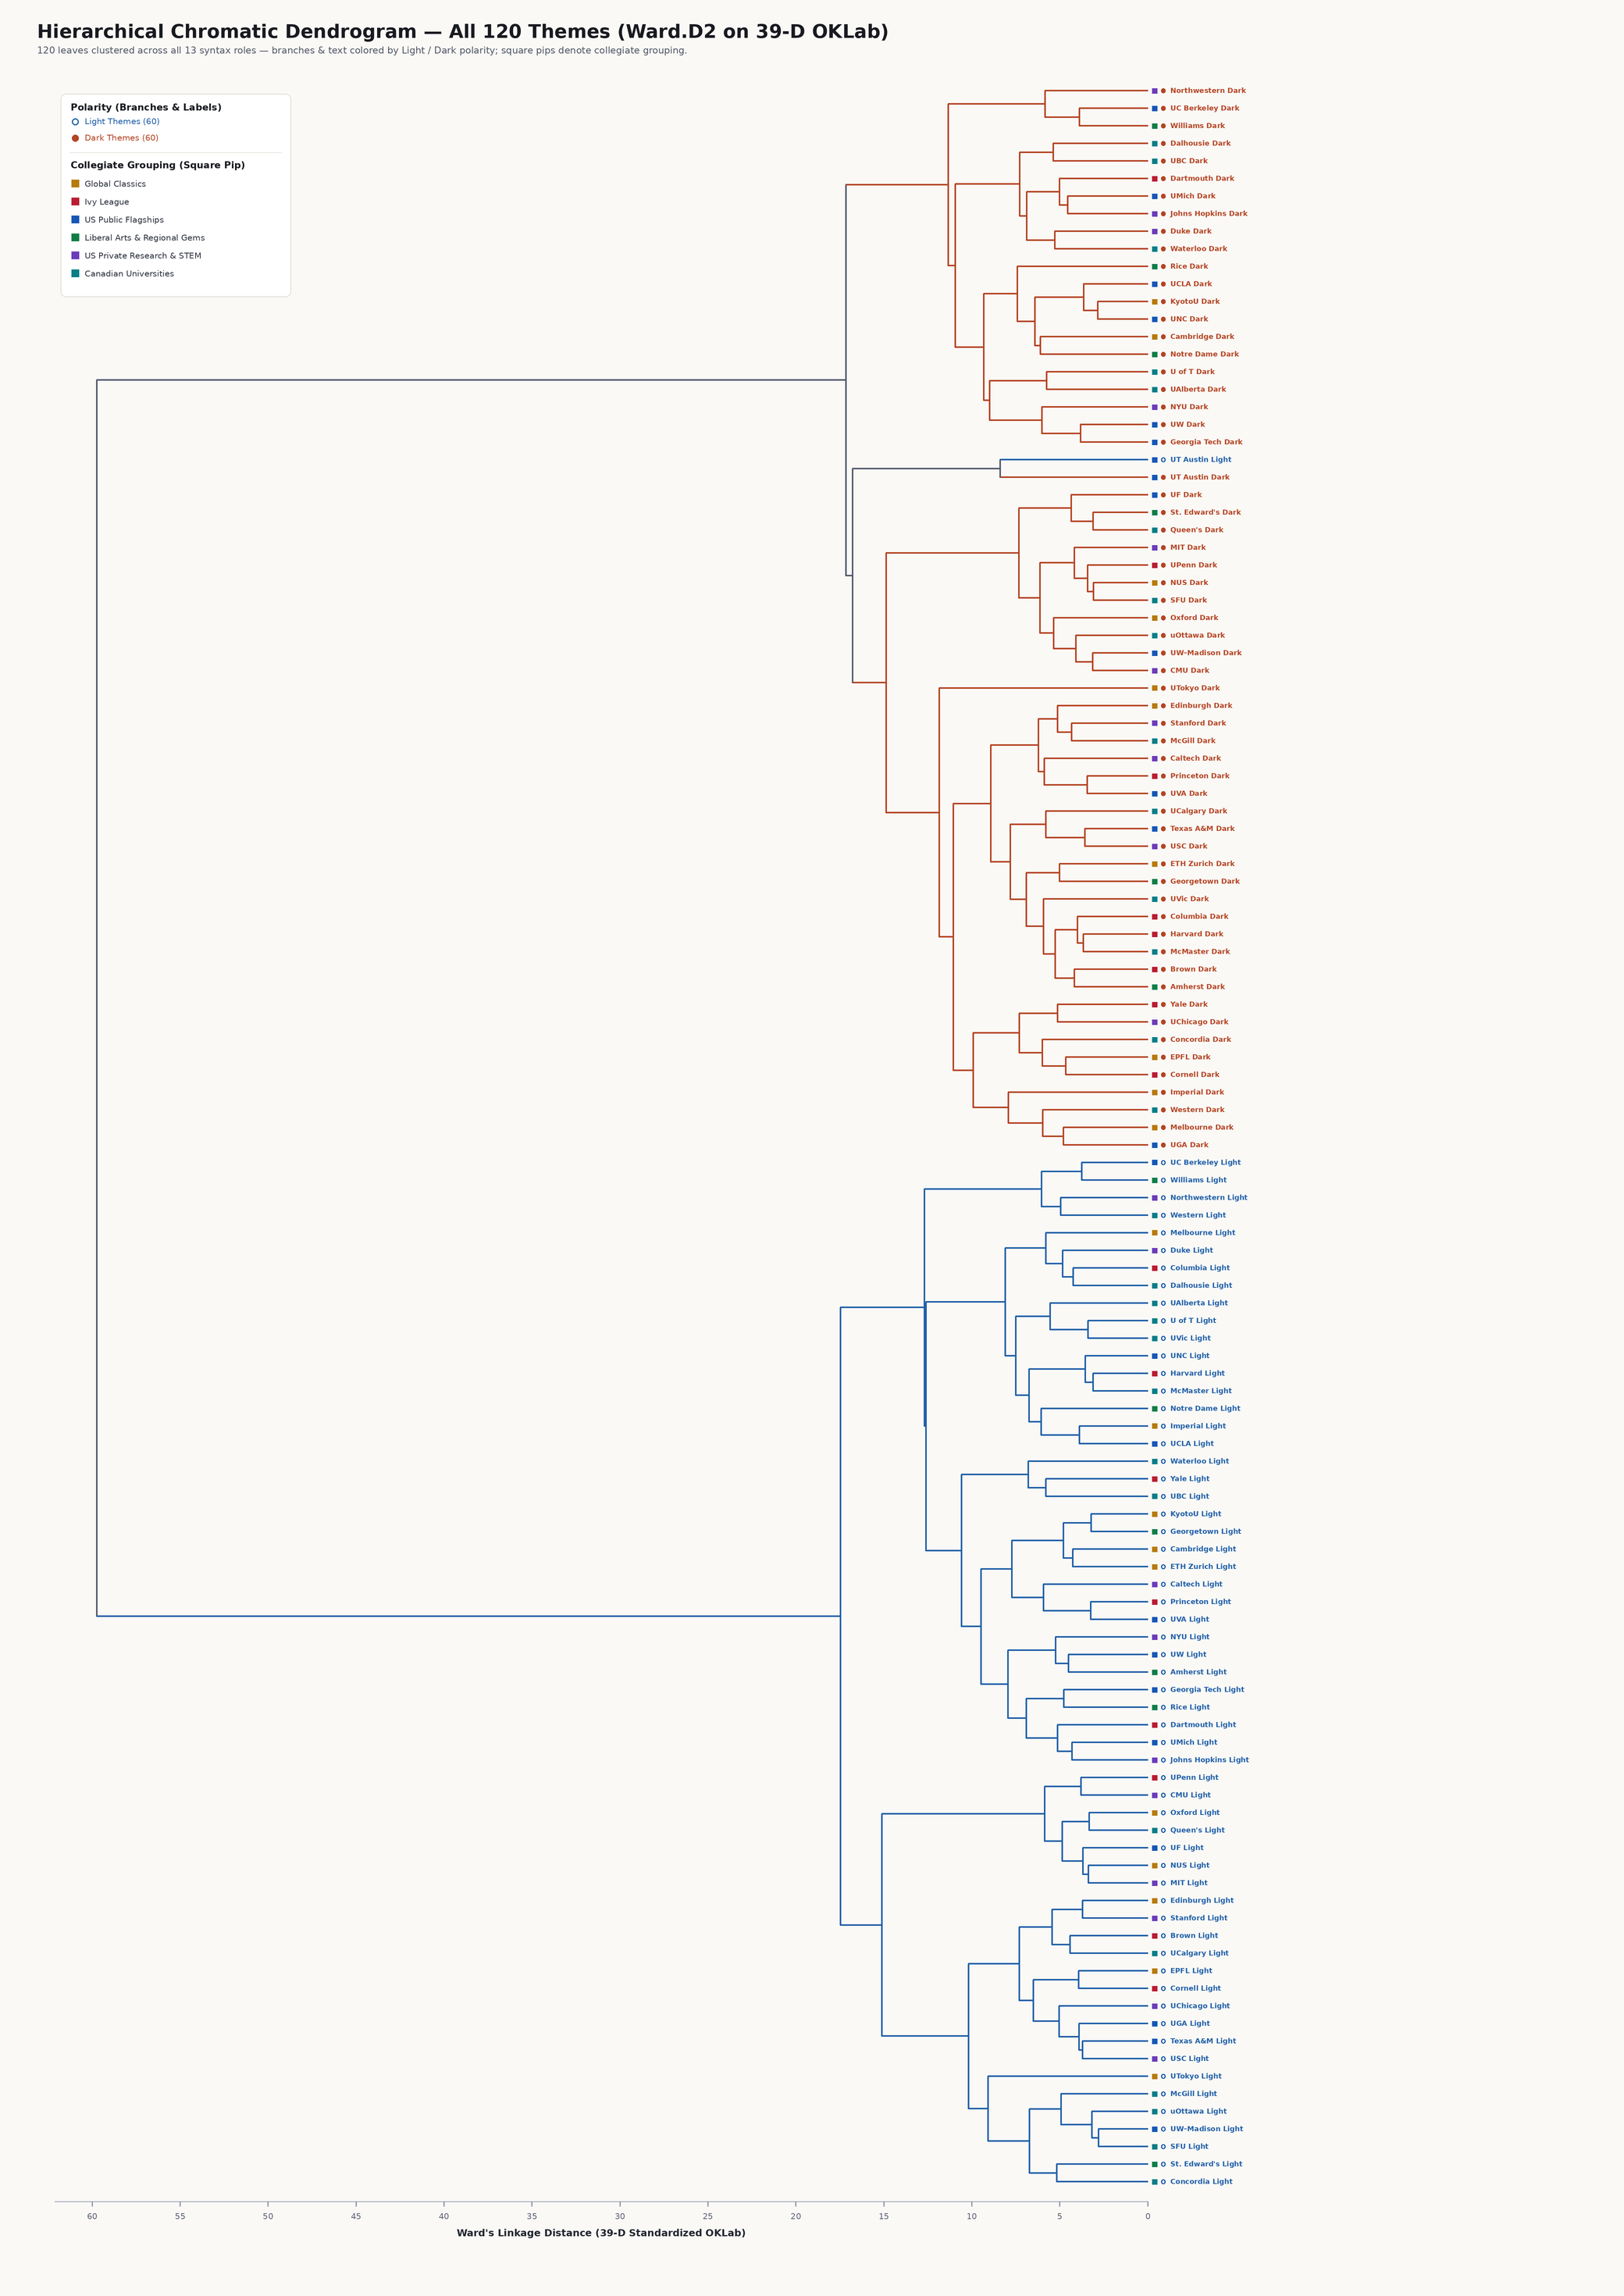 Hierarchical Chromatic Dendrogram — All 120 Themes (Ward.D2 on 39-D OKLab)
120 leaves clustered across all 13 syntax roles — branches & text colored by Light / Dark polarity; square pips denote collegiate grouping.
Polarity (Branches & Labels)
Light Themes (60)
Dark Themes (60)
Collegiate Grouping (Square Pip)
Global Classics
Ivy League
US Public Flagships
Liberal Arts & Regional Gems
US Private Research & STEM
Canadian Universities
Northwestern Dark
UC Berkeley Dark
Williams Dark
Dalhousie Dark
UBC Dark
Dartmouth Dark
UMich Dark
Johns Hopkins Dark
Duke Dark
Waterloo Dark
Rice Dark
UCLA Dark
KyotoU Dark
UNC Dark
Cambridge Dark
Notre Dame Dark
U of T Dark
UAlberta Dark
NYU Dark
UW Dark
Georgia Tech Dark
UT Austin Light
UT Austin Dark
UF Dark
St. Edward's Dark
Queen's Dark
MIT Dark
UPenn Dark
NUS Dark
SFU Dark
Oxford Dark
uOttawa Dark
UW-Madison Dark
CMU Dark
UTokyo Dark
Edinburgh Dark
Stanford Dark
McGill Dark
Caltech Dark
Princeton Dark
UVA Dark
UCalgary Dark
Texas A&M Dark
USC Dark
ETH Zurich Dark
Georgetown Dark
UVic Dark
Columbia Dark
Harvard Dark
McMaster Dark
Brown Dark
Amherst Dark
Yale Dark
UChicago Dark
Concordia Dark
EPFL Dark
Cornell Dark
Imperial Dark
Western Dark
Melbourne Dark
UGA Dark
UC Berkeley Light
Williams Light
Northwestern Light
Western Light
Melbourne Light
Duke Light
Columbia Light
Dalhousie Light
UAlberta Light
U of T Light
UVic Light
UNC Light
Harvard Light
McMaster Light
Notre Dame Light
Imperial Light
UCLA Light
Waterloo Light
Yale Light
UBC Light
KyotoU Light
Georgetown Light
Cambridge Light
ETH Zurich Light
Caltech Light
Princeton Light
UVA Light
NYU Light
UW Light
Amherst Light
Georgia Tech Light
Rice Light
Dartmouth Light
UMich Light
Johns Hopkins Light
UPenn Light
CMU Light
Oxford Light
Queen's Light
UF Light
NUS Light
MIT Light
Edinburgh Light
Stanford Light
Brown Light
UCalgary Light
EPFL Light
Cornell Light
UChicago Light
UGA Light
Texas A&M Light
USC Light
UTokyo Light
McGill Light
uOttawa Light
UW-Madison Light
SFU Light
St. Edward's Light
Concordia Light
60 55 50 45 40 35 30 25 20 15 10 5 0
Ward's Linkage Distance (39-D Standardized OKLab)